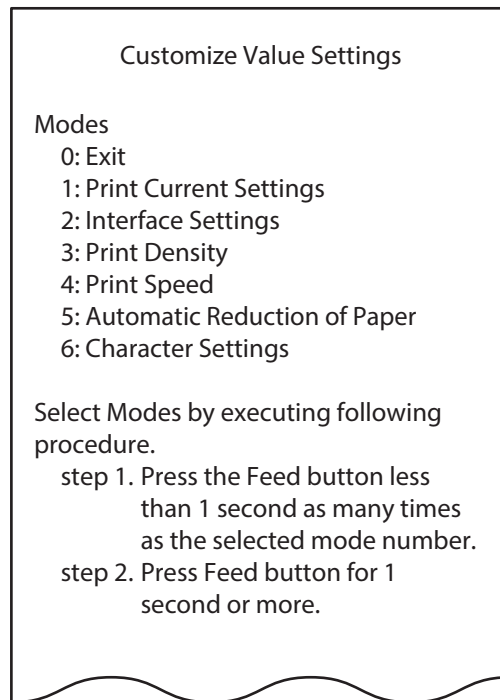 Customize Value Settings
Modes
0: Exit
1: Print Current Settings
2: Interface Settings
3: Print Density
4: Print Speed
5: Automatic Reduction of Paper
6: Character Settings
Select Modes by executing following
procedure.
step 1. Press the Feed button less
than 1 second as many times
as the selected mode number.
step 2. Press Feed button for 1
second or more.